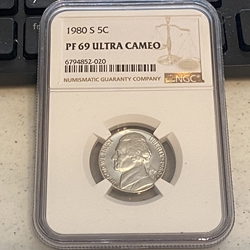 1980 S 5C
PF 69 ULTRA CAMEO
6794852-020
NUMISMATIC GUARANTY COMPANY
NGC